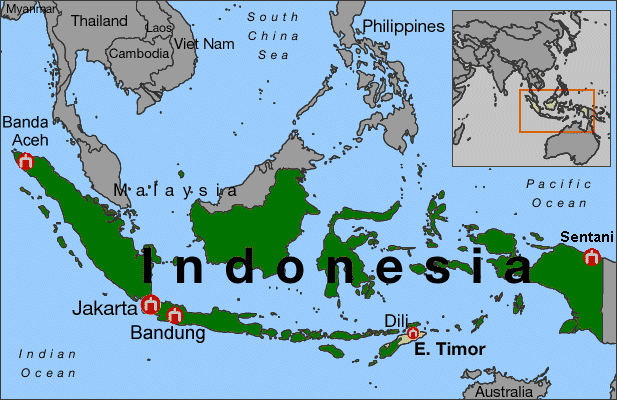 Myanmar
Thailand
Laos
Viet Nam
Cambodia
South
China
Sea
Philippines
Banda
Aceh
Malaysia
Pacific
Ocean
Sentani
Indonesia
Jakarta
Bandung
Dili
E. Timor
Indian
Ocean
Australia